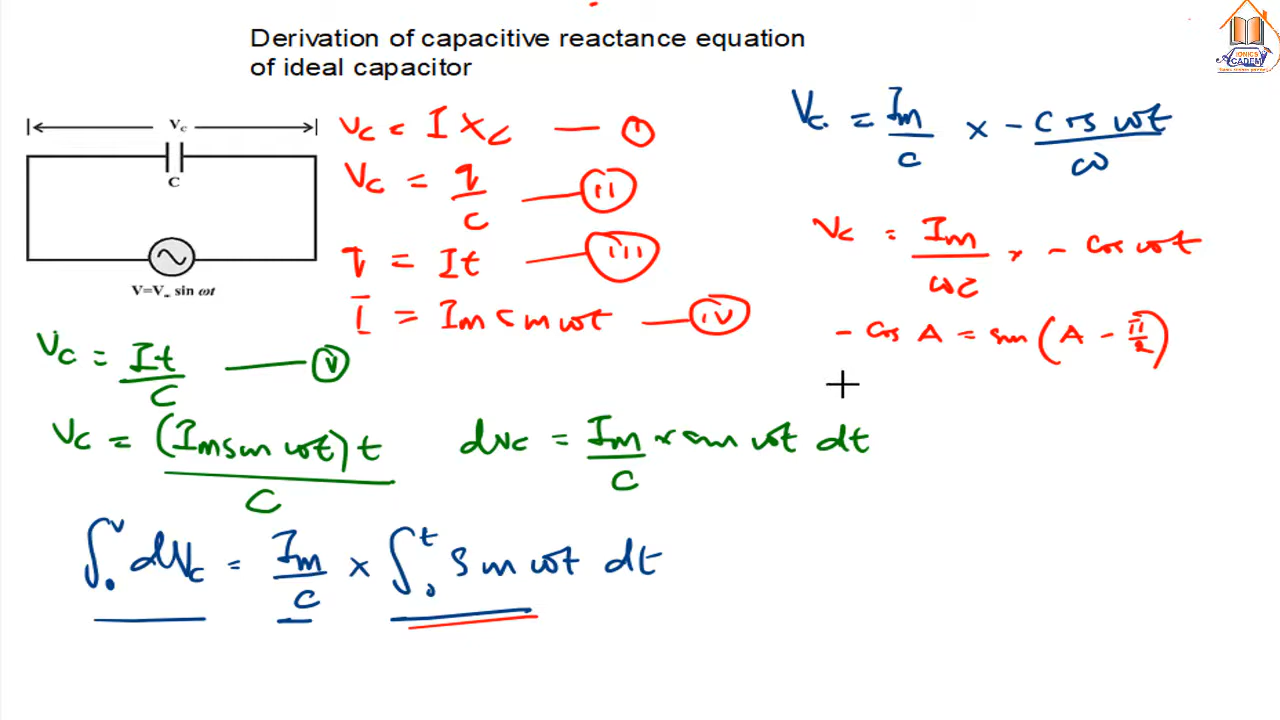 Derivation of capacitive reactance equation
of ideal capacitor
CADEM
Vc
C
V=Vm sin ωt
Vc = I Xc — (I)
Vc = q/c — (II)
q = It — (III)
I = Im sin ωt — (IV)
Vc = It/C — (V)
Vc = (Im sin ωt) t / C
dvc = Im/C × sin ωt dt
∫₀ᵛ dVc = Im/C × ∫₀ᵗ sin ωt dt
Vc = Im/C × - cos ωt / ω
Vc = Im/ωC × - cos ωt
- cos A = sin (A - π/2)